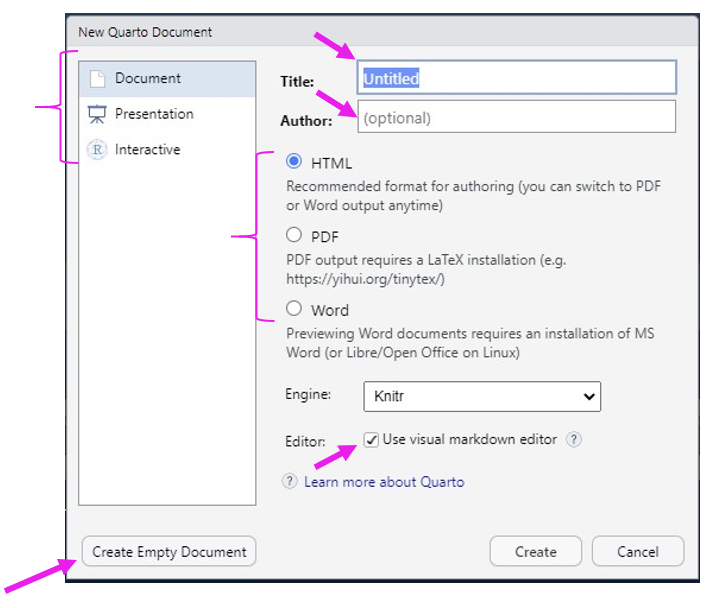 New Quarto Document
Document
Presentation
R Interactive
Title: Untitled
Author: (optional)
HTML
Recommended format for authoring (you can switch to PDF
or Word output anytime)
PDF
PDF output requires a LaTeX installation (e.g.
https://yihui.org/tinytex/)
Word
Previewing Word documents requires an installation of MS
Word (or Libre/Open Office on Linux)
Engine: Knitr
Editor: Use visual markdown editor ?
? Learn more about Quarto
Create Empty Document Create Cancel